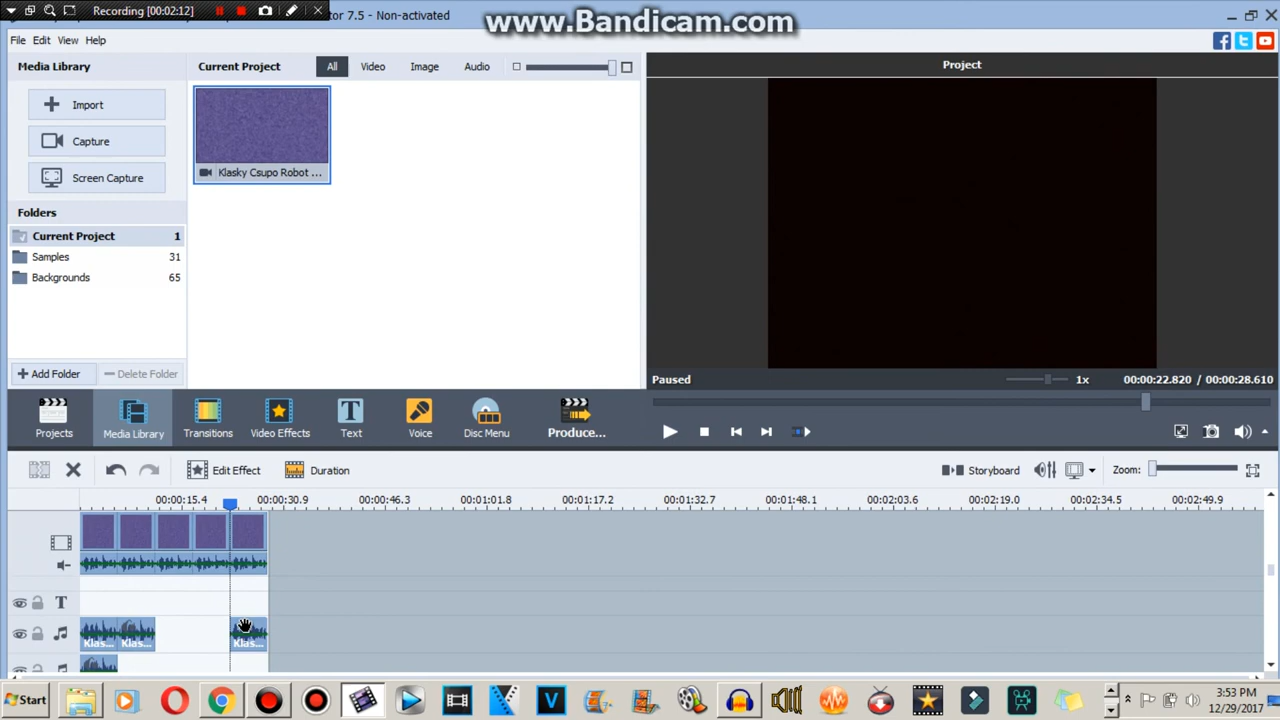 Recording [00:02:12]
tor 7.5 - Non-activated
www.Bandicam.com
File Edit View Help
Media Library
Current Project All Video Image Audio
Project
Import
Capture
Screen Capture
Klasky Csupo Robot ...
Folders
Current Project 1
Samples 31
Backgrounds 65
+ Add Folder
Delete Folder
Paused 1x 00:00:22.820 / 00:00:28.610
Projects Media Library Transitions Video Effects Text Voice Disc Menu Produce...
Edit Effect Duration Storyboard Zoom:
00:00:15.4 00:00:30.9 00:00:46.3 00:01:01.8 00:01:17.2 00:01:32.7 00:01:48.1 00:02:03.6 00:02:19.0 00:02:34.5 00:02:49.9
T
Klas... Klas... Klas...
Start
3:53 PM
12/29/2017